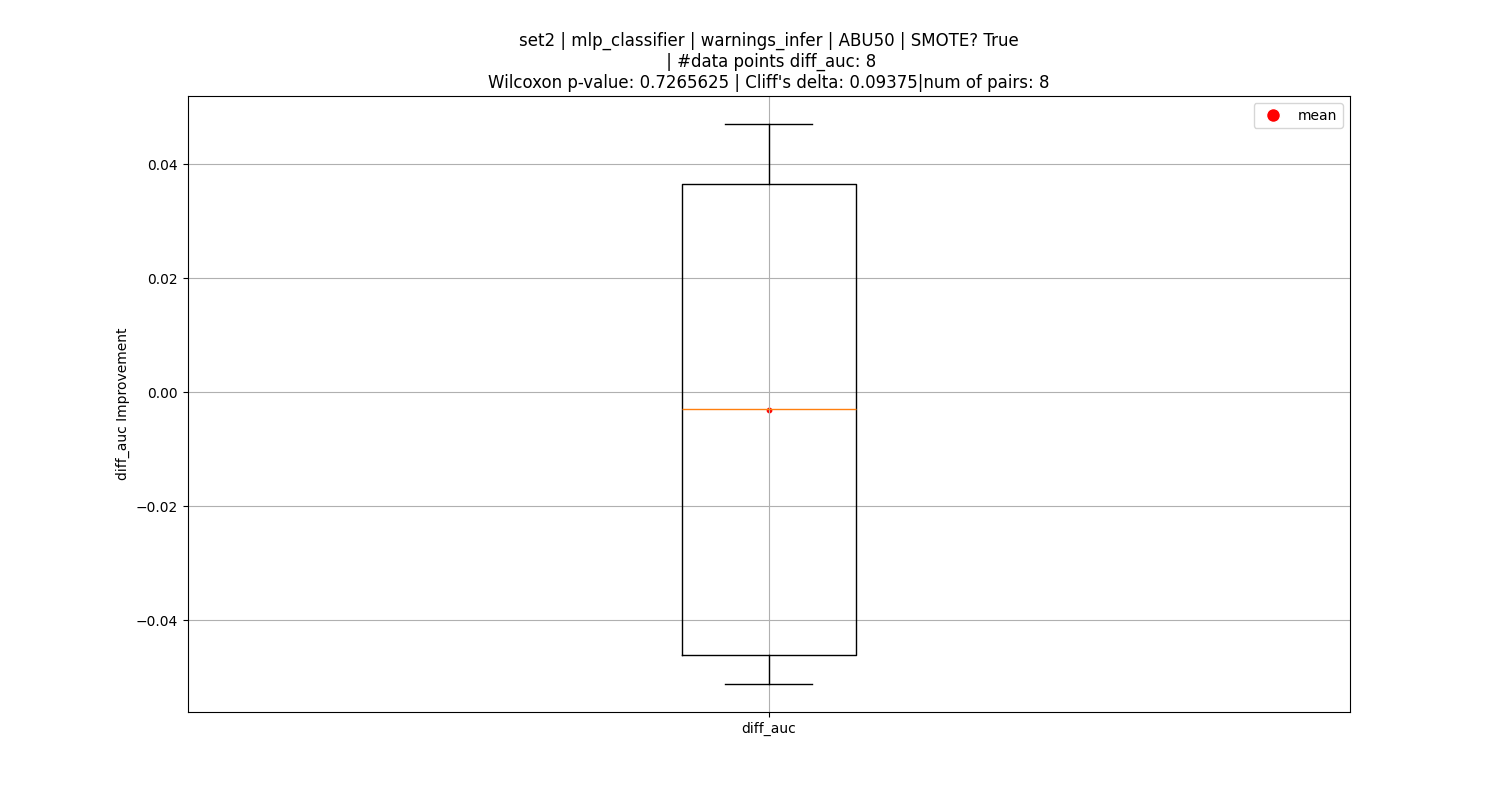 set2 | mlp_classifier | warnings_infer | ABU50 | SMOTE? True
| #data points diff_auc: 8
Wilcoxon p-value: 0.7265625 | Cliff's delta: 0.09375|num of pairs: 8
mean
0.04
0.02
0.00
−0.02
−0.04
diff_auc Improvement
diff_auc